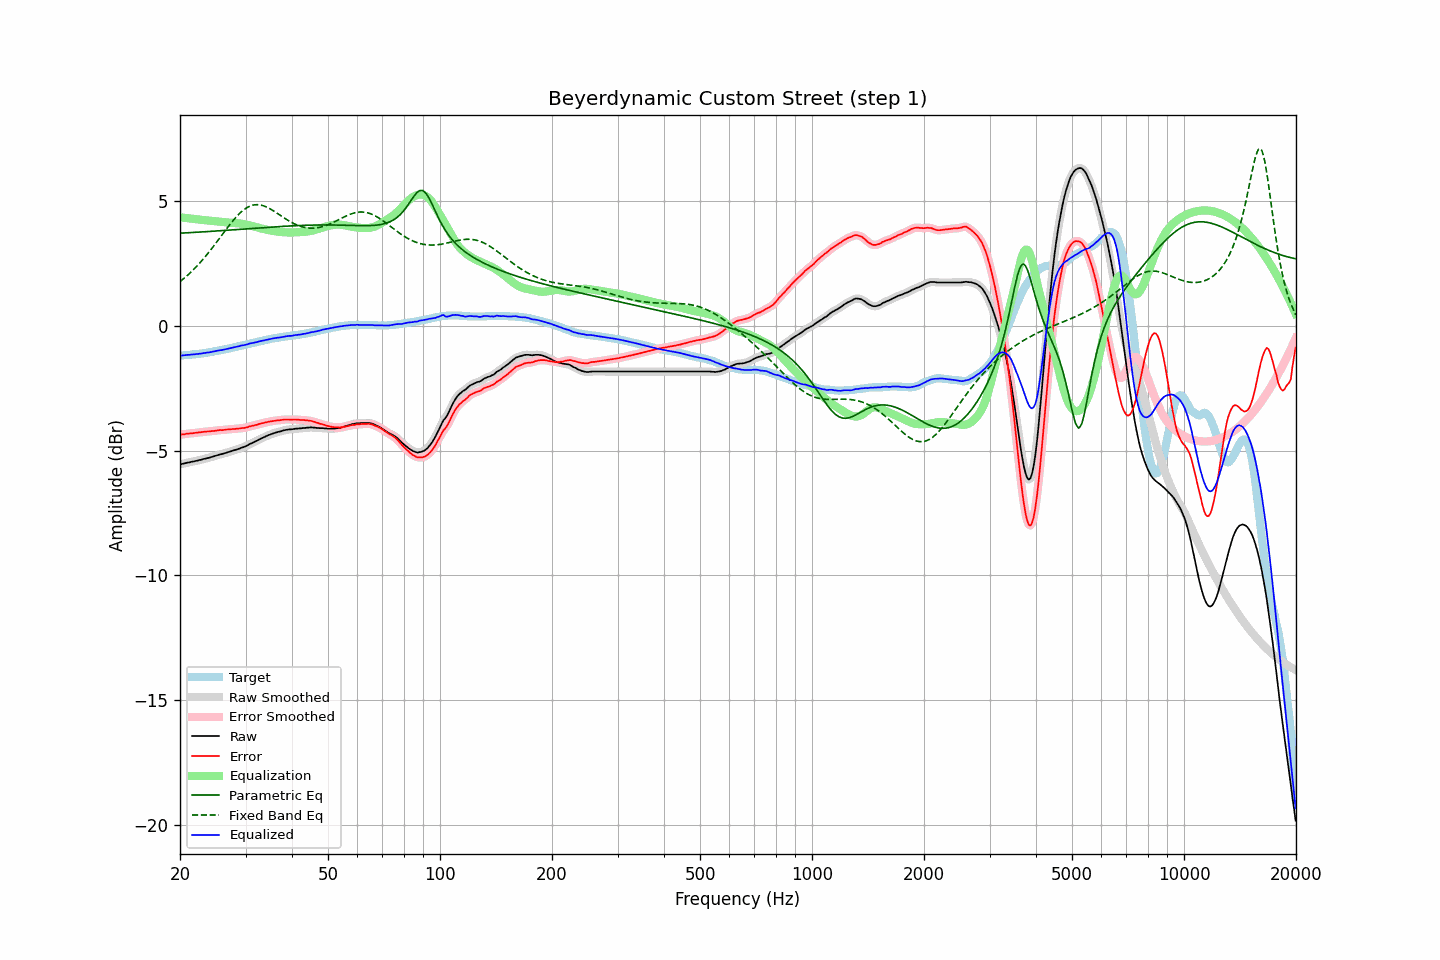 Beyerdynamic Custom Street (step 1)
Amplitude (dBr)
5
0
−5
−10
−15
−20
Target
Raw Smoothed
Error Smoothed
Raw
Error
Equalization
Parametric Eq
Fixed Band Eq
Equalized
20 50 100 200 500 1000 2000 5000 10000 20000
Frequency (Hz)